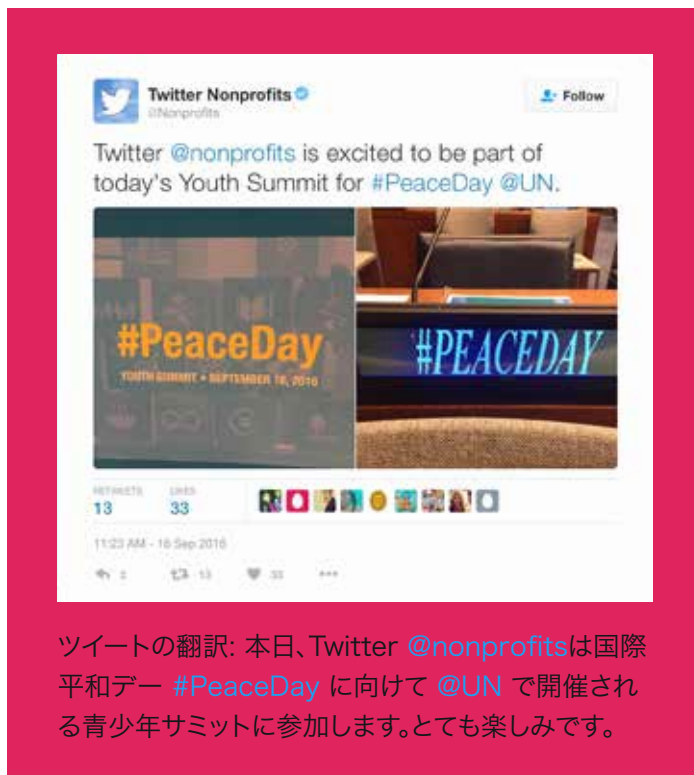 Twitter Nonprofits
@Nonprofits
Follow
Twitter @nonprofits is excited to be part of
today's Youth Summit for #PeaceDay @UN.
#PeaceDay
YOUTH SUMMIT • SEPTEMBER 16, 2016
#PEACEDAY
RETWEETS LIKES
13 33
11:23 AM - 16 Sep 2016
13 33
ツイートの翻訳: 本日、Twitter @nonprofitsは国際
平和デー #PeaceDay に向けて @UN で開催され
る青少年サミットに参加します。とても楽しみです。